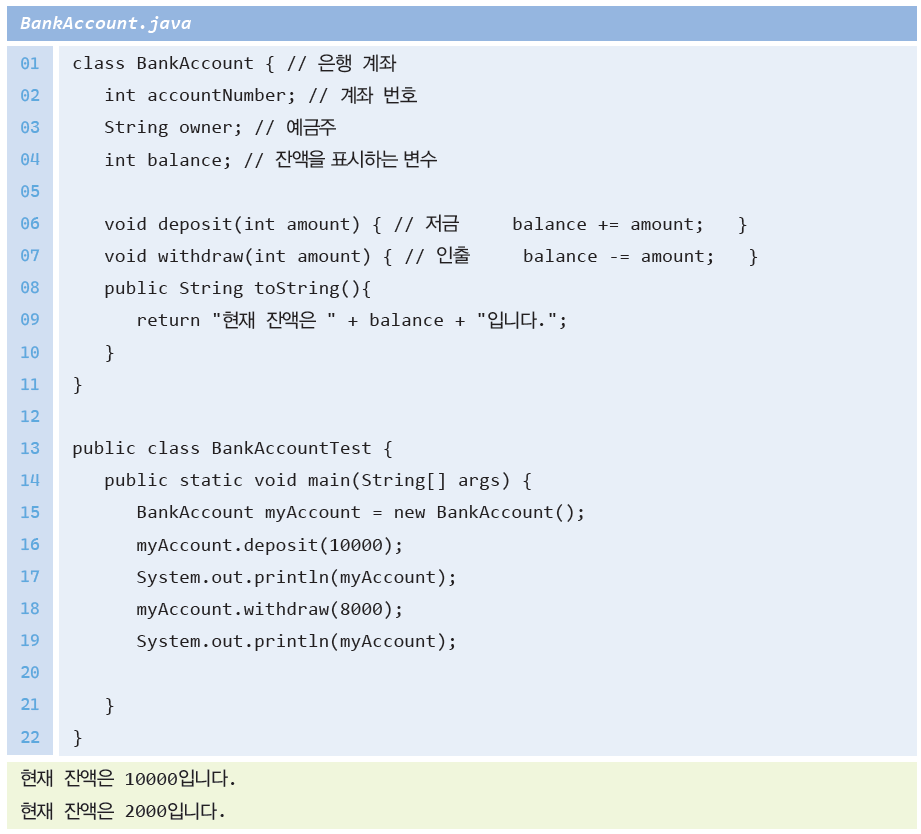 BankAccount.java
01 class BankAccount { // 은행 계좌
02    int accountNumber; // 계좌 번호
03    String owner; // 예금주
04    int balance; // 잔액을 표시하는 변수
05
06    void deposit(int amount) { // 저금     balance += amount;   }
07    void withdraw(int amount) { // 인출     balance -= amount;   }
08    public String toString(){
09       return "현재 잔액은 " + balance + "입니다.";
10    }
11 }
12
13 public class BankAccountTest {
14    public static void main(String[] args) {
15       BankAccount myAccount = new BankAccount();
16       myAccount.deposit(10000);
17       System.out.println(myAccount);
18       myAccount.withdraw(8000);
19       System.out.println(myAccount);
20
21    }
22 }
현재 잔액은 10000입니다.
현재 잔액은 2000입니다.